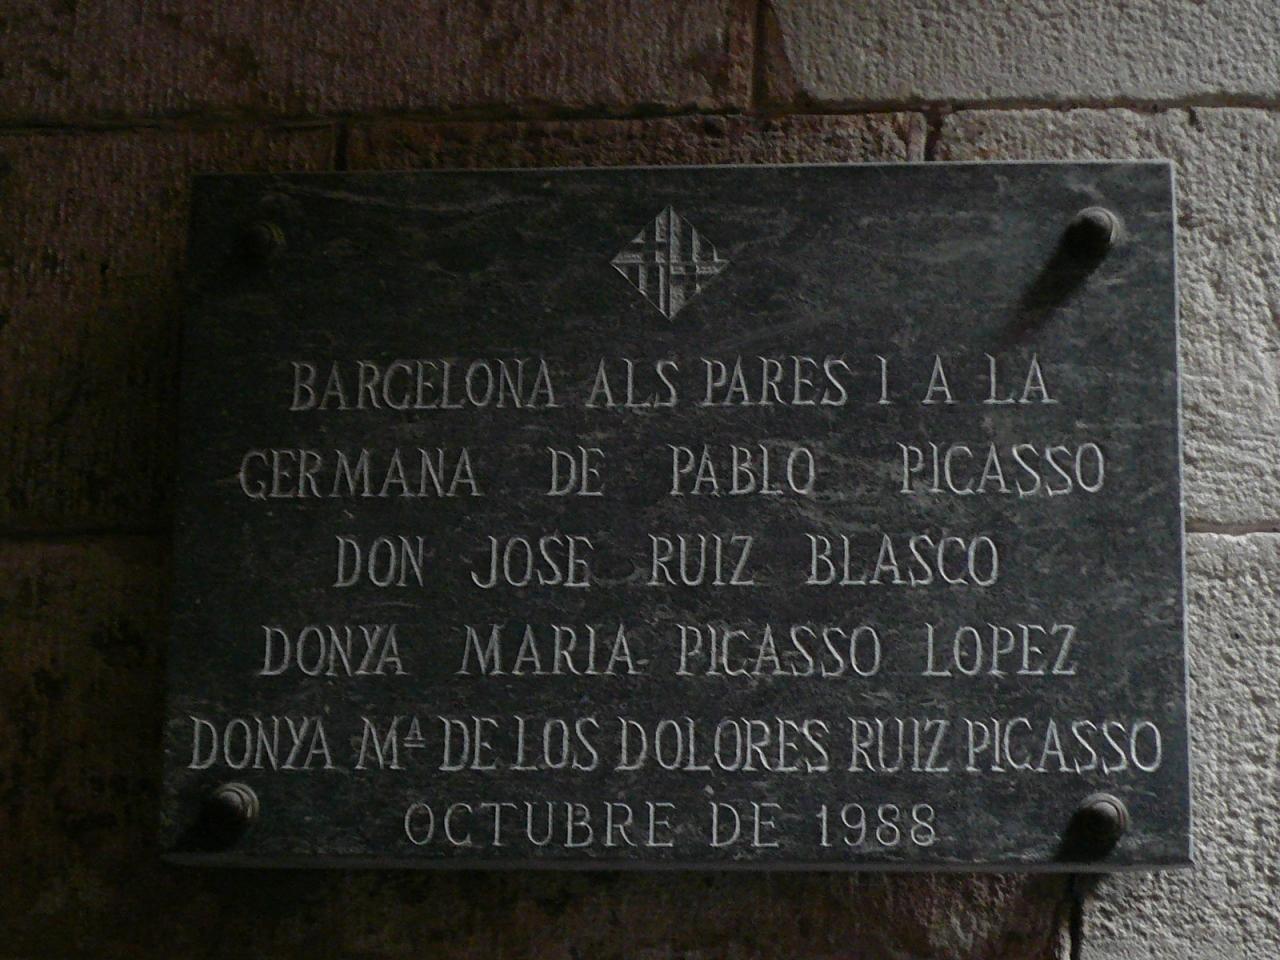 BARCELONA ALS PARES I A LA
GERMANA DE PABLO PICASSO
DON JOSE RUIZ BLASCO
DONYA MARIA PICASSO LOPEZ
DONYA Mª DE LOS DOLORES RUIZ PICASSO
OCTUBRE DE 1988